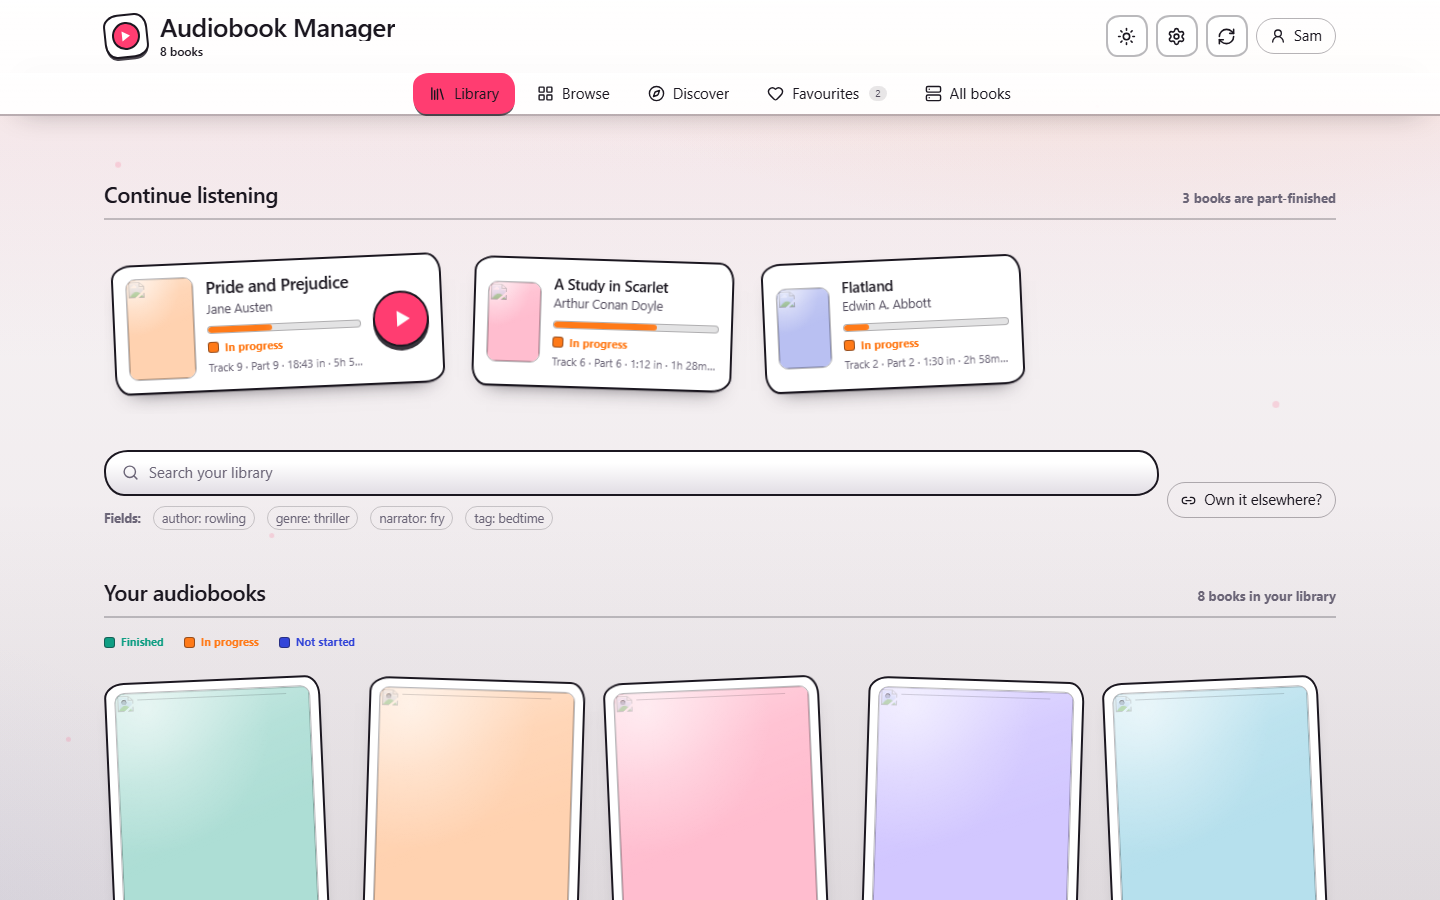 Audiobook Manager
8 books
Sam
Library
Browse
Discover
Favourites 2
All books
Continue listening
3 books are part-finished
Pride and Prejudice
Jane Austen
In progress
Track 9 · Part 9 · 18:43 in · 5h 5...
A Study in Scarlet
Arthur Conan Doyle
In progress
Track 6 · Part 6 · 1:12 in · 1h 28m...
Flatland
Edwin A. Abbott
In progress
Track 2 · Part 2 · 1:30 in · 2h 58m...
Search your library
Own it elsewhere?
Fields: author: rowling genre: thriller narrator: fry tag: bedtime
Your audiobooks
8 books in your library
Finished In progress Not started